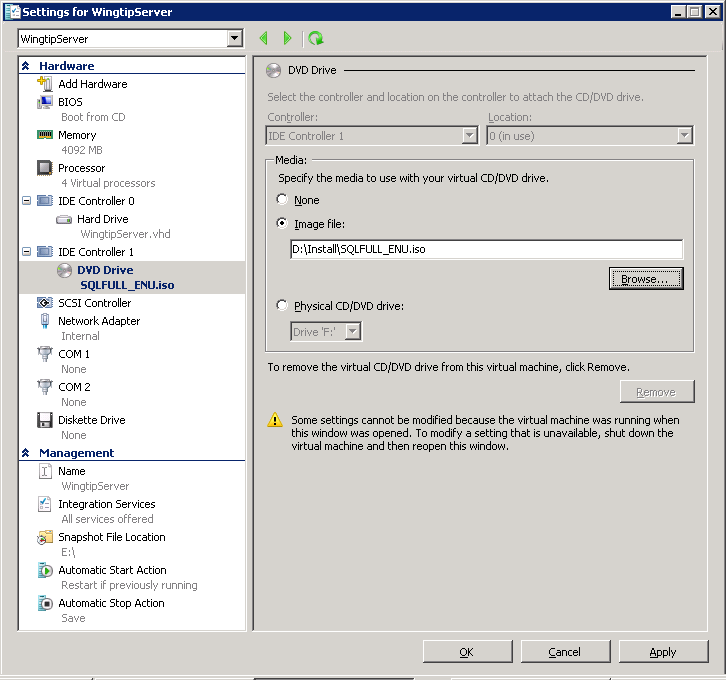 Settings for WingtipServer
WingtipServer
Hardware
Add Hardware
BIOS
Boot from CD
Memory
4092 MB
Processor
4 Virtual processors
IDE Controller 0
Hard Drive
WingtipServer.vhd
IDE Controller 1
DVD Drive
SQLFULL_ENU.iso
SCSI Controller
Network Adapter
Internal
COM 1
None
COM 2
None
Diskette Drive
None
Management
Name
WingtipServer
Integration Services
All services offered
Snapshot File Location
E:\
Automatic Start Action
Restart if previously running
Automatic Stop Action
Save
DVD Drive
Select the controller and location on the controller to attach the CD/DVD drive.
Controller: Location:
IDE Controller 1 0 (in use)
Media:
Specify the media to use with your virtual CD/DVD drive.
None
Image file:
D:\Install\SQLFULL_ENU.iso
Browse...
Physical CD/DVD drive:
Drive 'F:'
To remove the virtual CD/DVD drive from this virtual machine, click Remove.
Remove
Some settings cannot be modified because the virtual machine was running when
this window was opened. To modify a setting that is unavailable, shut down the
virtual machine and then reopen this window.
OK Cancel Apply